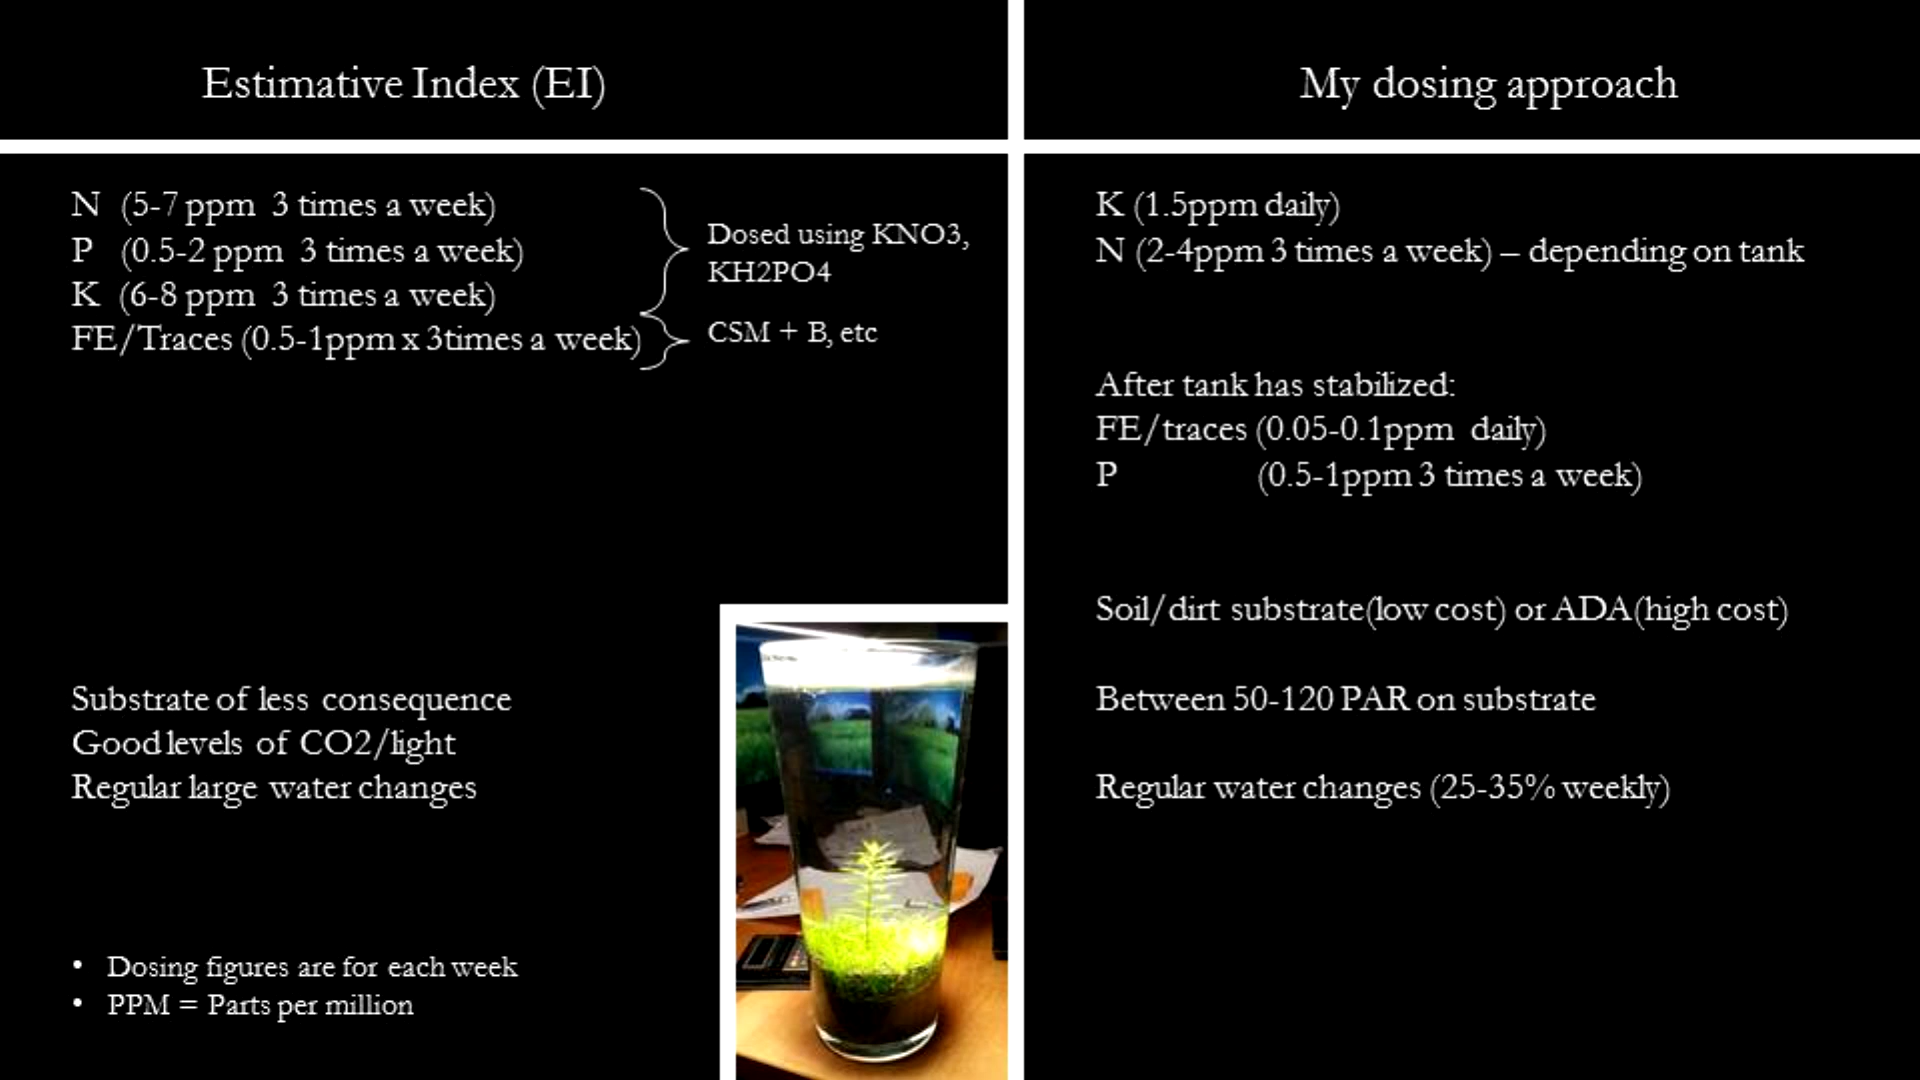 Estimative Index (EI)
N (5-7 ppm 3 times a week)
P (0.5-2 ppm 3 times a week)
K (6-8 ppm 3 times a week)
FE/Traces (0.5-1ppm x 3times a week)
Dosed using KNO3,
KH2PO4
CSM + B, etc
Substrate of less consequence
Good levels of CO2/light
Regular large water changes
• Dosing figures are for each week
• PPM = Parts per million
My dosing approach
K (1.5ppm daily)
N (2-4ppm 3 times a week) – depending on tank
After tank has stabilized:
FE/traces (0.05-0.1ppm daily)
P (0.5-1ppm 3 times a week)
Soil/dirt substrate(low cost) or ADA(high cost)
Between 50-120 PAR on substrate
Regular water changes (25-35% weekly)